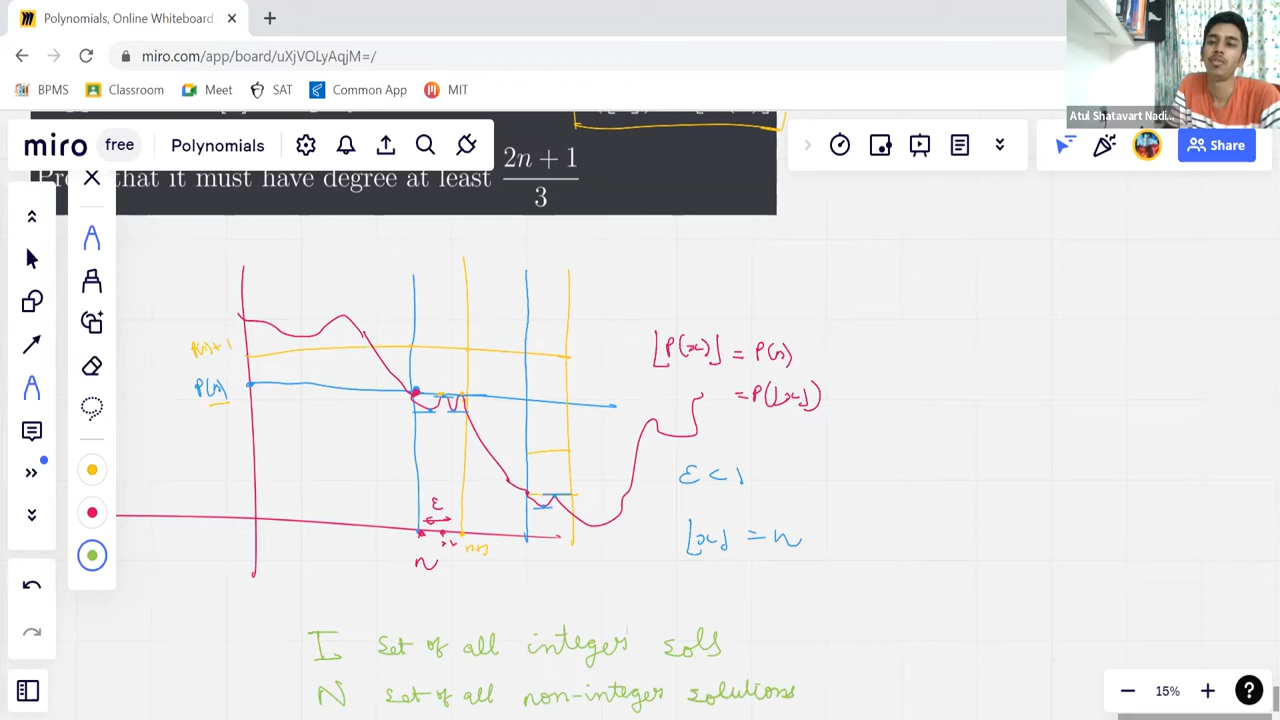 Polynomials, Online Whiteboard
miro.com/app/board/uXjVOLyAqjM=/
BPMS Classroom Meet SAT Common App MIT
Atul Shatavart Nadi...
miro free Polynomials
Share
that it must have degree at least 2n + 1
3
P(n)+1
P(n)
⌊P(x)⌋ = P(n)
= P(⌊x⌋)
ε < 1
ε
⌊x⌋ = n
x
n+1
n
I set of all integer sols
N set of all non-integer solutions
15%